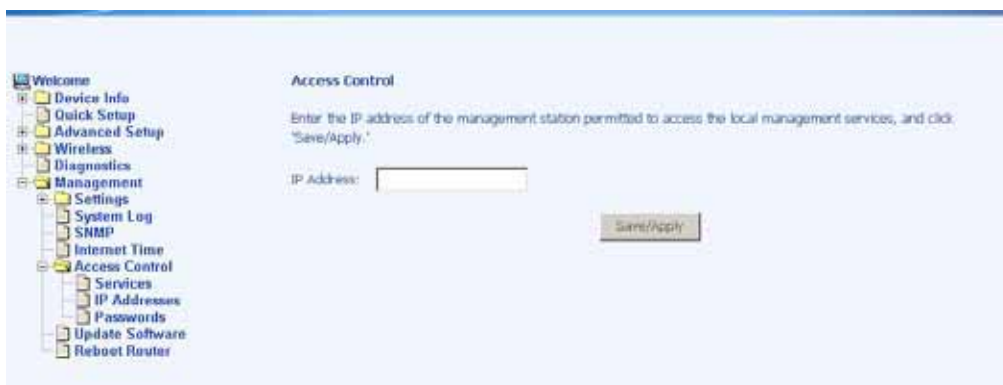 Welcome
Device Info
Quick Setup
Advanced Setup
Wireless
Diagnostics
Management
Settings
System Log
SNMP
Internet Time
Access Control
Services
IP Addresses
Passwords
Update Software
Reboot Router
Access Control
Enter the IP address of the management station permitted to access the local management services, and click
"Save/Apply."
IP Address:
Save/Apply